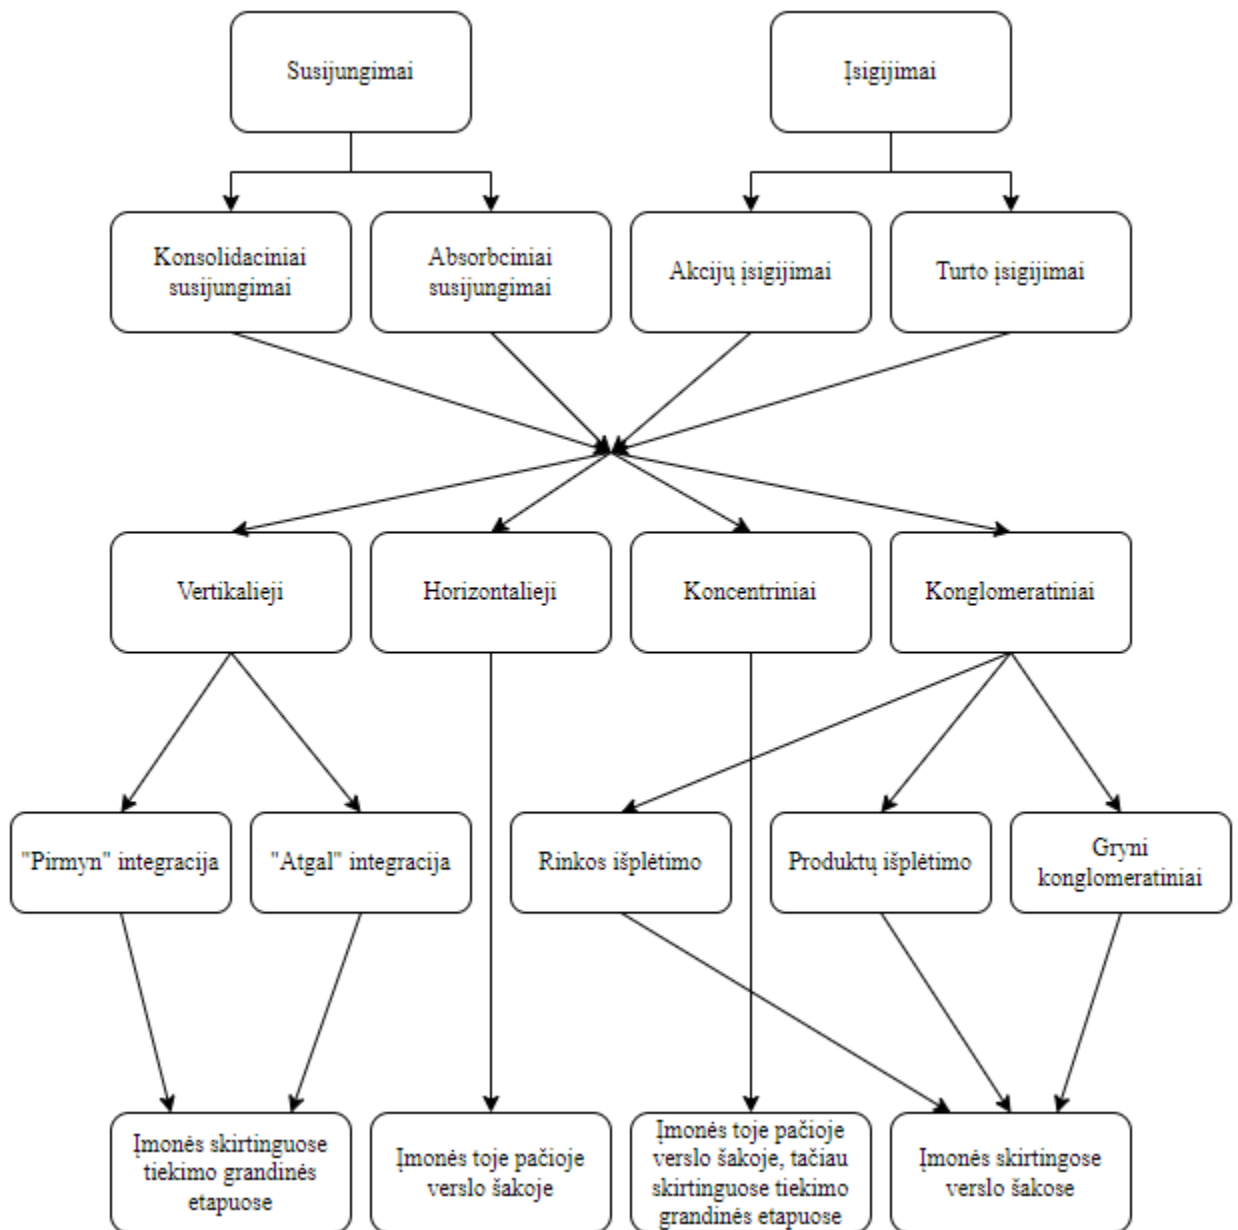 Susijungimai
Įsigijimai
Konsolidaciniai
susijungimai
Absorbciniai
susijungimai
Akcijų įsigijimai
Turto įsigijimai
Vertikalieji
Horizontalieji
Koncentriniai
Konglomeratiniai
"Pirmyn" integracija
"Atgal" integracija
Rinkos išplėtimo
Produktų išplėtimo
Gryni
konglomeratiniai
Įmonės skirtinguose
tiekimo grandinės
etapuose
Įmonės toje pačioje
verslo šakoje
Įmonės toje pačioje
verslo šakoje, tačiau
skirtinguose tiekimo
grandinės etapuose
Įmonės skirtingose
verslo šakose